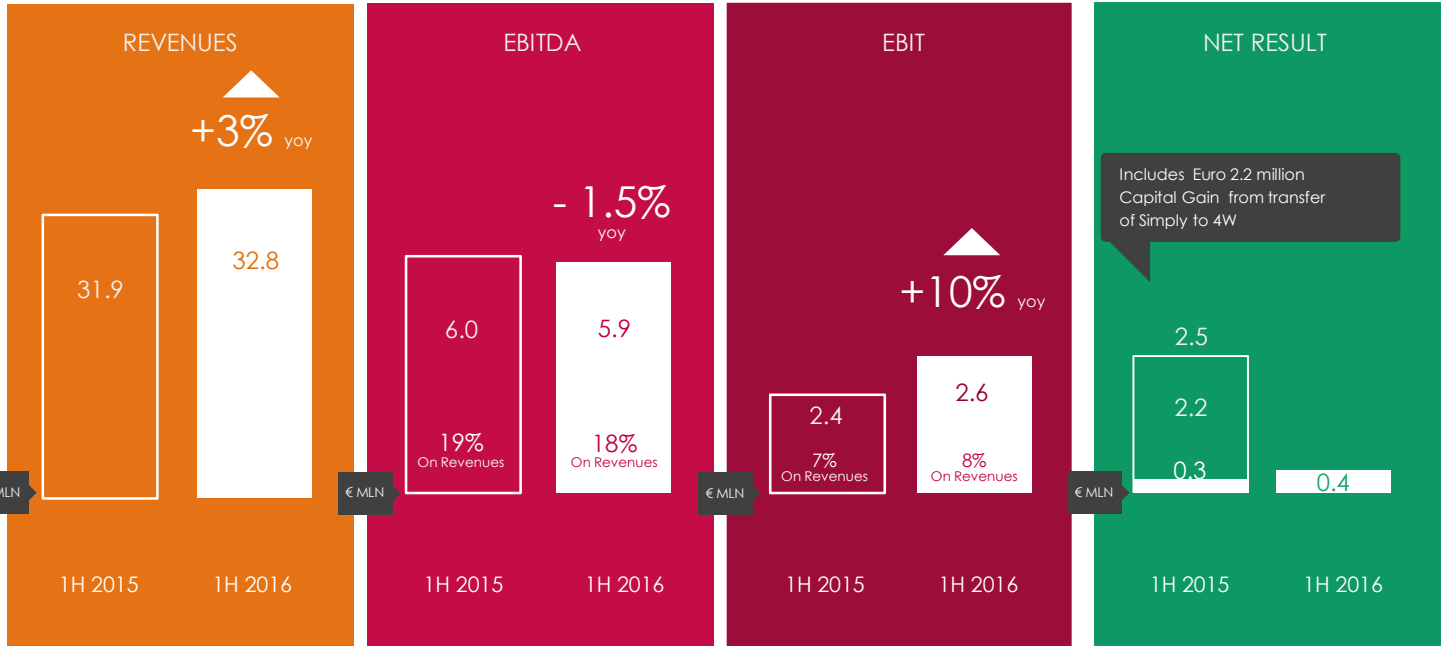 REVENUES
+3% yoy
31.9
32.8
MLN
1H 2015
1H 2016
EBITDA
- 1.5%
yoy
6.0
5.9
19%
On Revenues
18%
On Revenues
€ MLN
1H 2015
1H 2016
EBIT
+10% yoy
2.4
2.6
7%
On Revenues
8%
On Revenues
€ MLN
1H 2015
1H 2016
NET RESULT
Includes Euro 2.2 million
Capital Gain from transfer
of Simply to 4W
2.5
2.2
0.3
0.4
€ MLN
1H 2015
1H 2016